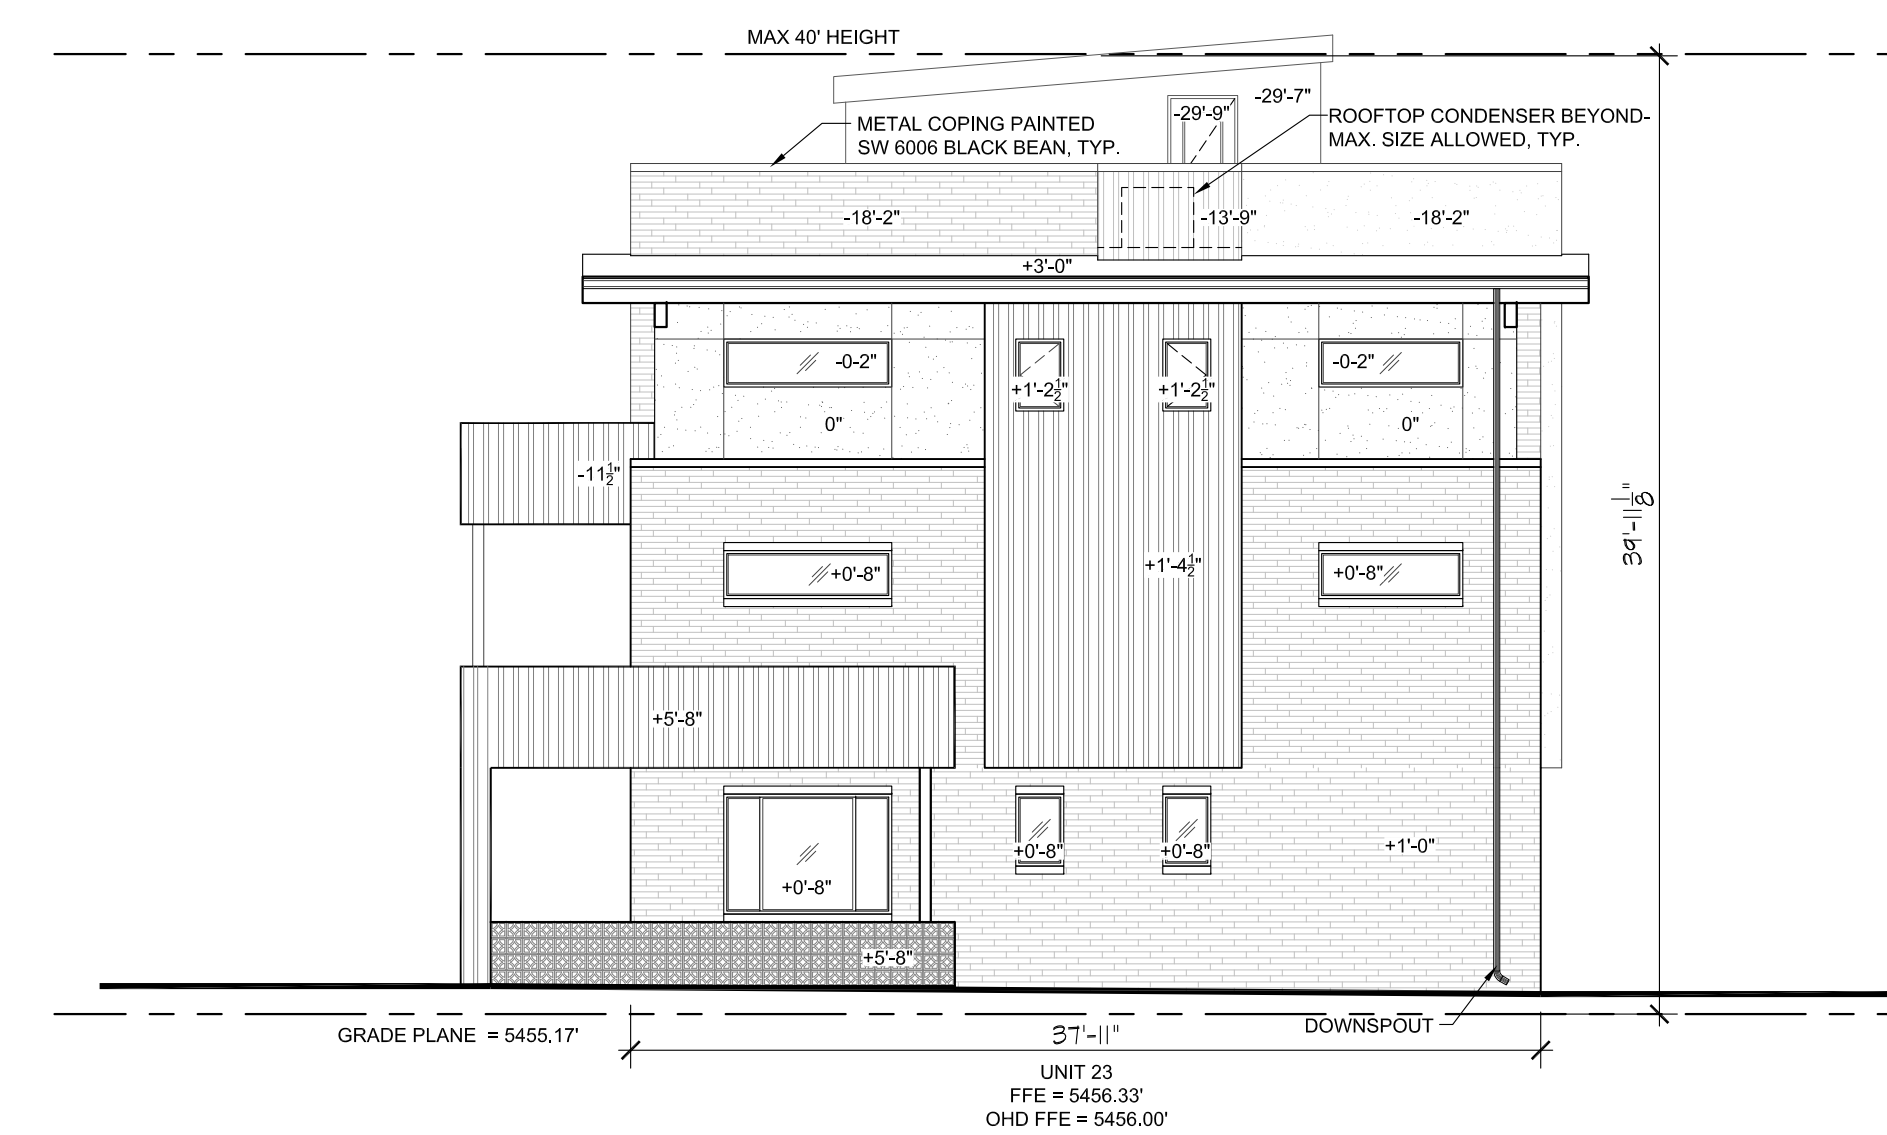 MAX 40' HEIGHT
-29'-7"
-29'-9"
METAL COPING PAINTED
SW 6006 BLACK BEAN, TYP.
ROOFTOP CONDENSER BEYOND-
MAX. SIZE ALLOWED, TYP.
-18'-2"
-13'-9"
-18'-2"
+3'-0"
-0-2"
-0-2"
+1'-2½"
+1'-2½"
0"
0"
-11½"
39'-11⅛"
+1'-4½"
+0'-8"
+0'-8"
+5'-8"
+0'-8"
+0'-8"
+1'-0"
+0'-8"
+5'-8"
GRADE PLANE = 5455.17'
37'-11"
DOWNSPOUT
UNIT 23
FFE = 5456.33'
OHD FFE = 5456.00'